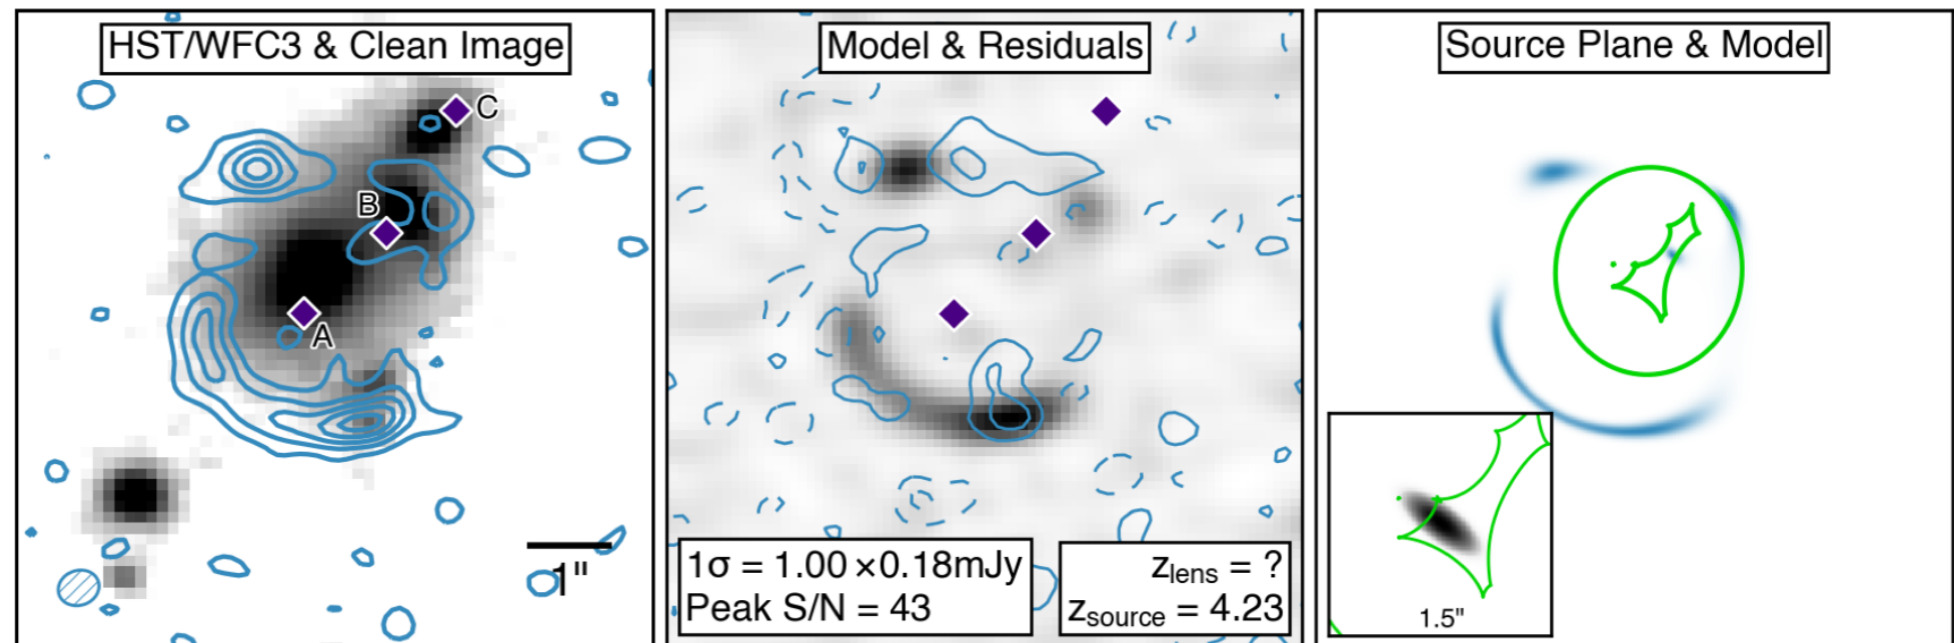 HST/WFC3 & Clean Image
C
B
A
1"
Model & Residuals
1σ = 1.00 ×0.18mJy
Peak S/N = 43
z_lens = ?
z_source = 4.23
Source Plane & Model
1.5"